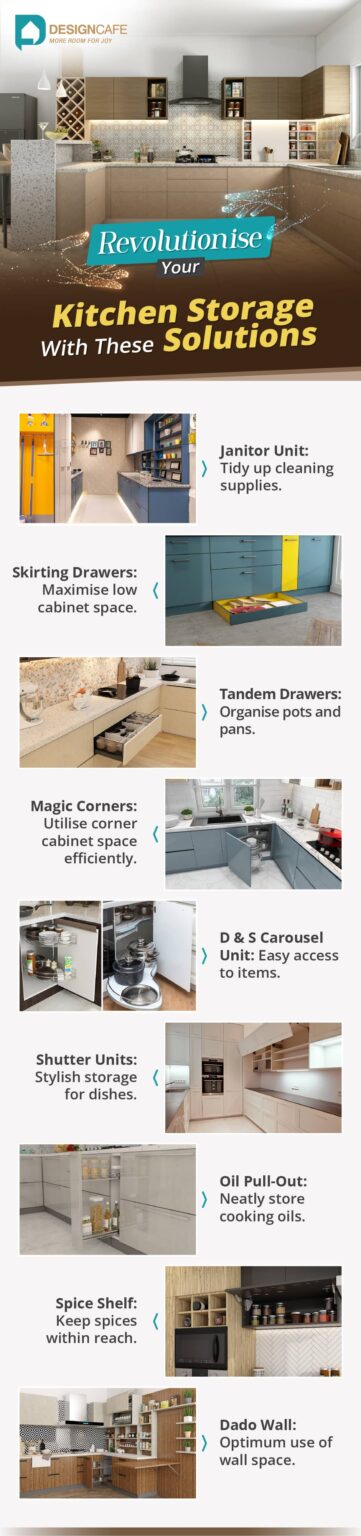 DESIGNCAFE
MORE ROOM FOR JOY
Revolutionise
Your
Kitchen Storage
With These Solutions
Janitor Unit:
Tidy up cleaning
supplies.
Skirting Drawers:
Maximise low
cabinet space.
Tandem Drawers:
Organise pots and
pans.
Magic Corners:
Utilise corner
cabinet space
efficiently.
D & S Carousel
Unit: Easy access
to items.
Shutter Units:
Stylish storage
for dishes.
Oil Pull-Out:
Neatly store
cooking oils.
Spice Shelf:
Keep spices
within reach.
Dado Wall:
Optimum use of
wall space.